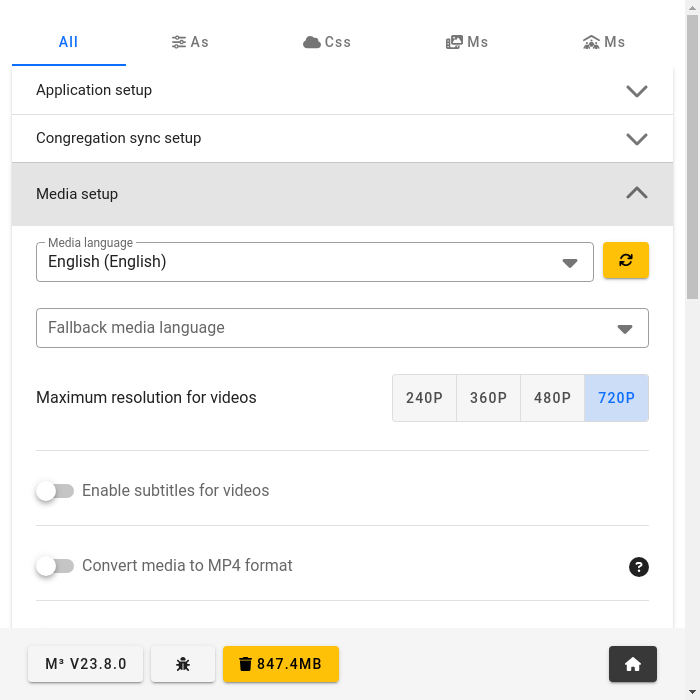 All As Css Ms Ms
Application setup
Congregation sync setup
Media setup
Media language
English (English)
Fallback media language
Maximum resolution for videos 240P 360P 480P 720P
Enable subtitles for videos
Convert media to MP4 format ?
M³ V23.8.0 847.4MB